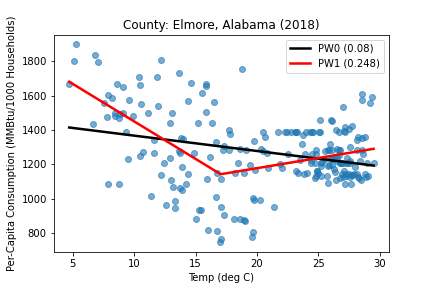 County: Elmore, Alabama (2018)
PW0 (0.08)
PW1 (0.248)
Per-Capita Consumption (MMBtu/1000 Households)
1800
1600
1400
1200
1000
800
5 10 15 20 25 30
Temp (deg C)